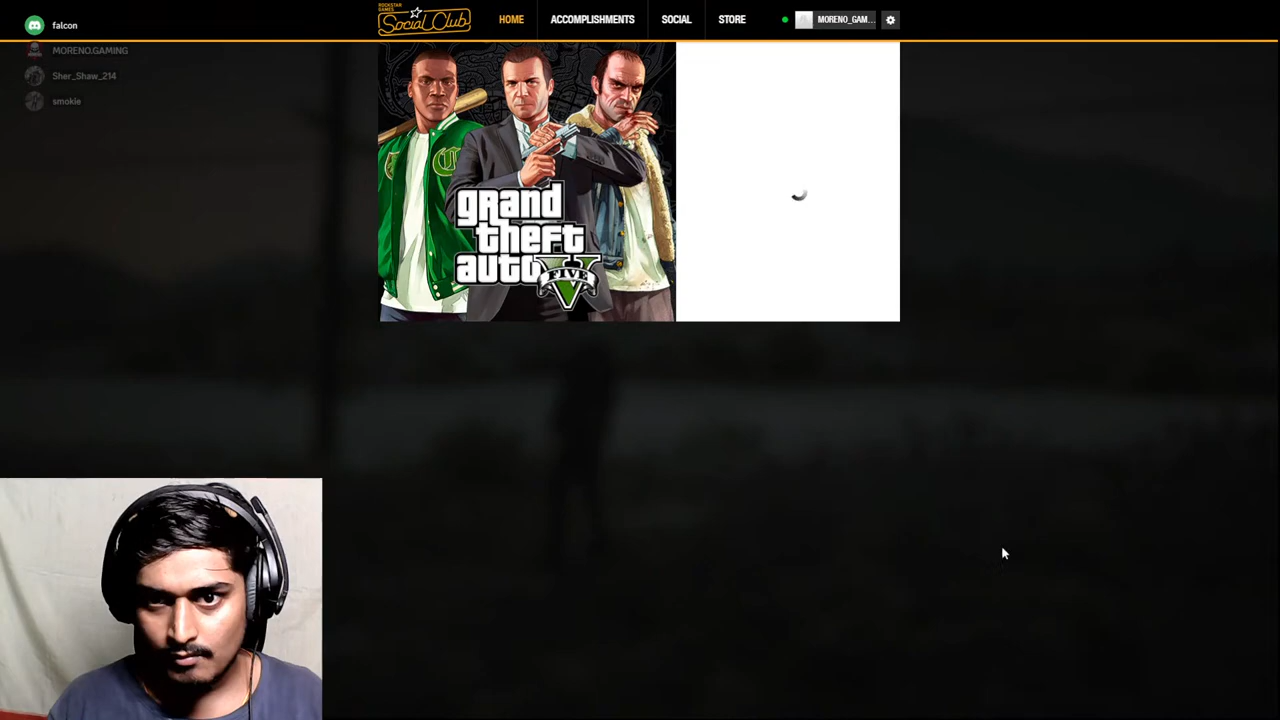 falcon
MORENO.GAMING
Sher_Shaw_214
smokie
ROCKSTAR
GAMES
Social Club
HOME
ACCOMPLISHMENTS
SOCIAL
STORE
MORENO_GAM...
grand
theft
auto
V
FIVE